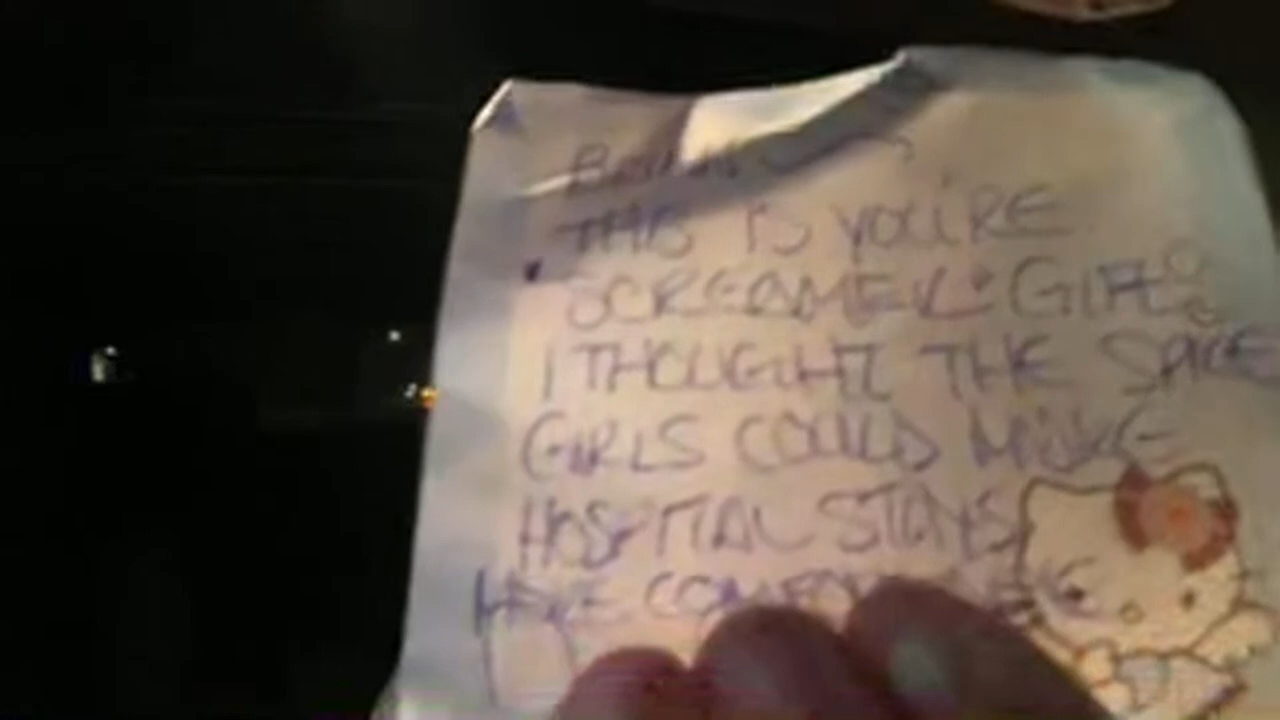 THIS IS YOU'RE
SCREAMER GIFT
I THOUGHT THE SPICE
GIRLS COULD MAKE
HOSPITAL STAYS